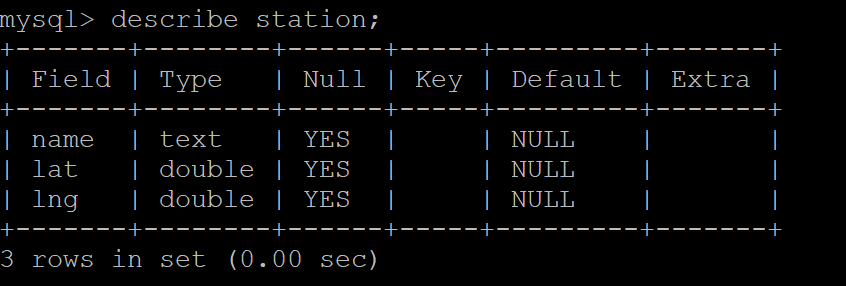 mysql> describe station;
+-------+--------+------+-----+---------+-------+
| Field | Type   | Null | Key | Default | Extra |
+-------+--------+------+-----+---------+-------+
| name  | text   | YES  |     | NULL    |       |
| lat   | double | YES  |     | NULL    |       |
| lng   | double | YES  |     | NULL    |       |
+-------+--------+------+-----+---------+-------+
3 rows in set (0.00 sec)